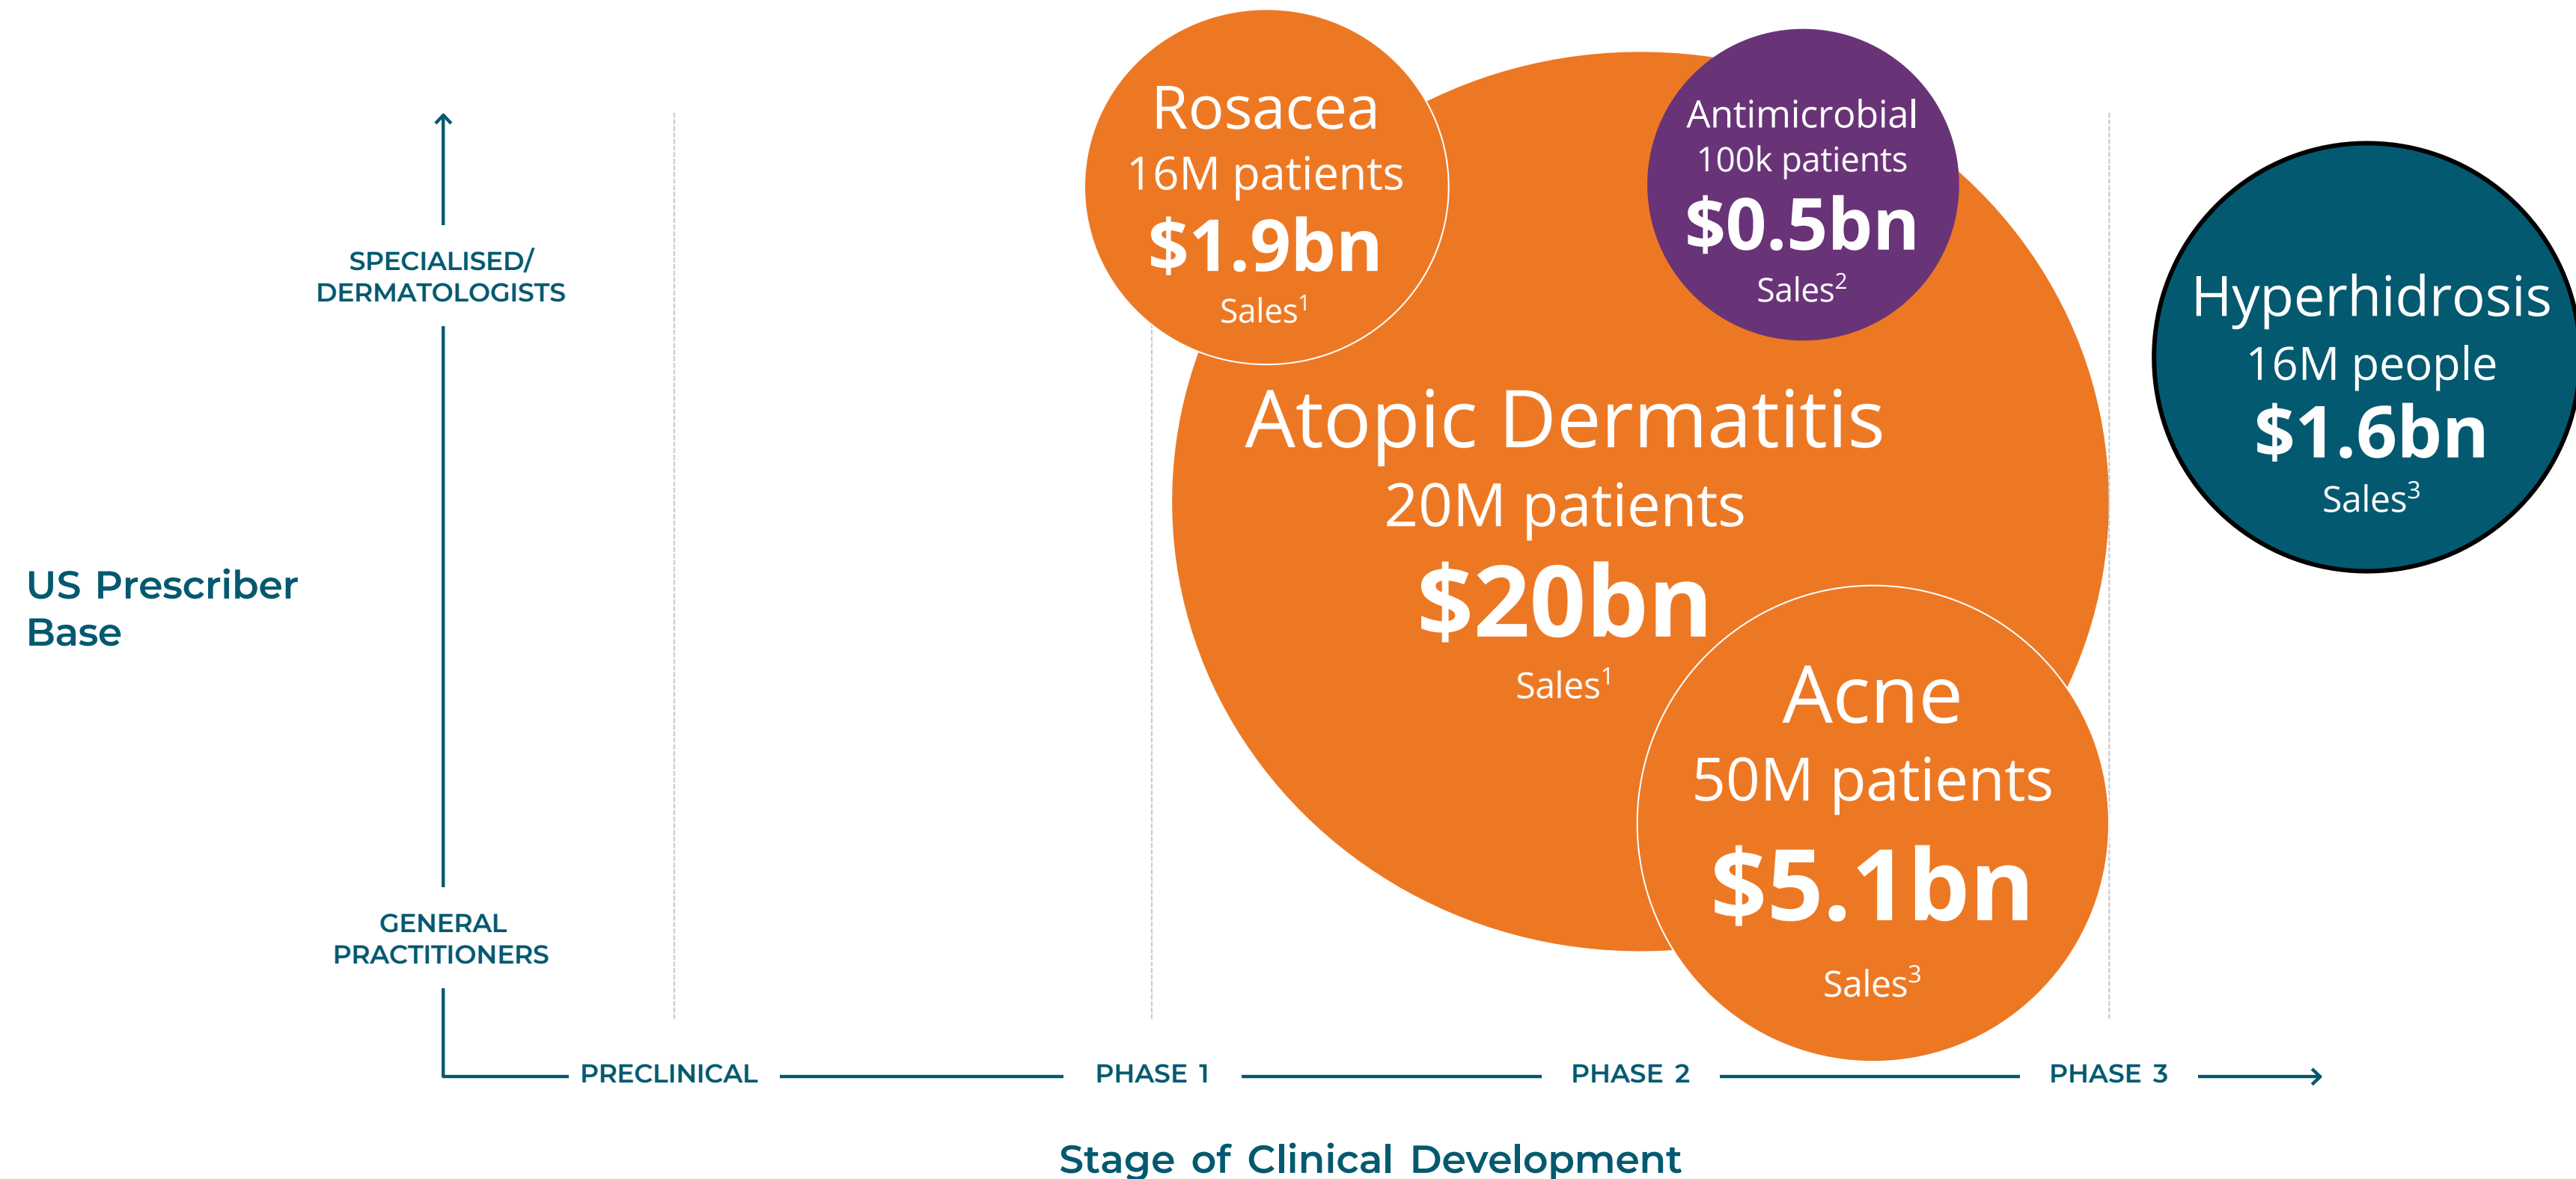 Rosacea
16M patients
$1.9bn
Sales¹
Antimicrobial
100k patients
$0.5bn
Sales²
Hyperhidrosis
16M people
$1.6bn
Sales³
Atopic Dermatitis
20M patients
$20bn
Sales¹
Acne
50M patients
$5.1bn
Sales³
SPECIALISED/
DERMATOLOGISTS
US Prescriber
Base
GENERAL
PRACTITIONERS
PRECLINICAL
PHASE 1
PHASE 2
PHASE 3
Stage of Clinical Development